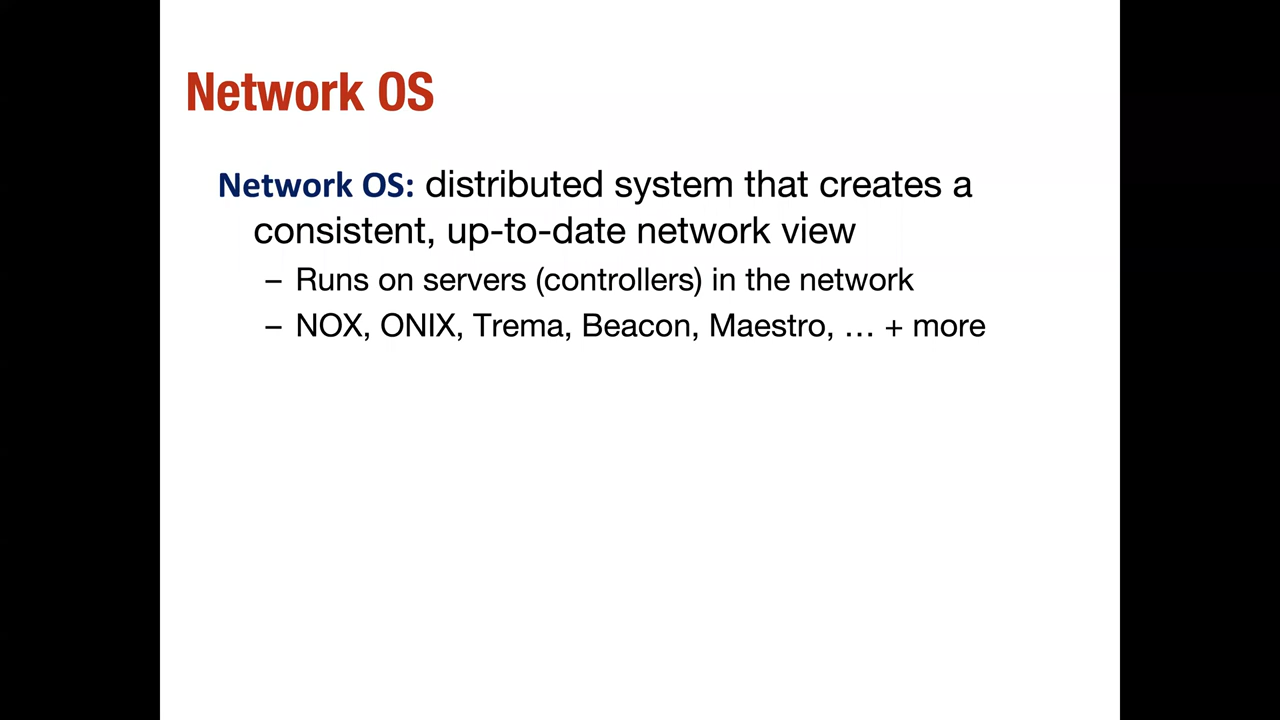 Network OS
Network OS: distributed system that creates a
consistent, up-to-date network view
– Runs on servers (controllers) in the network
– NOX, ONIX, Trema, Beacon, Maestro, … + more